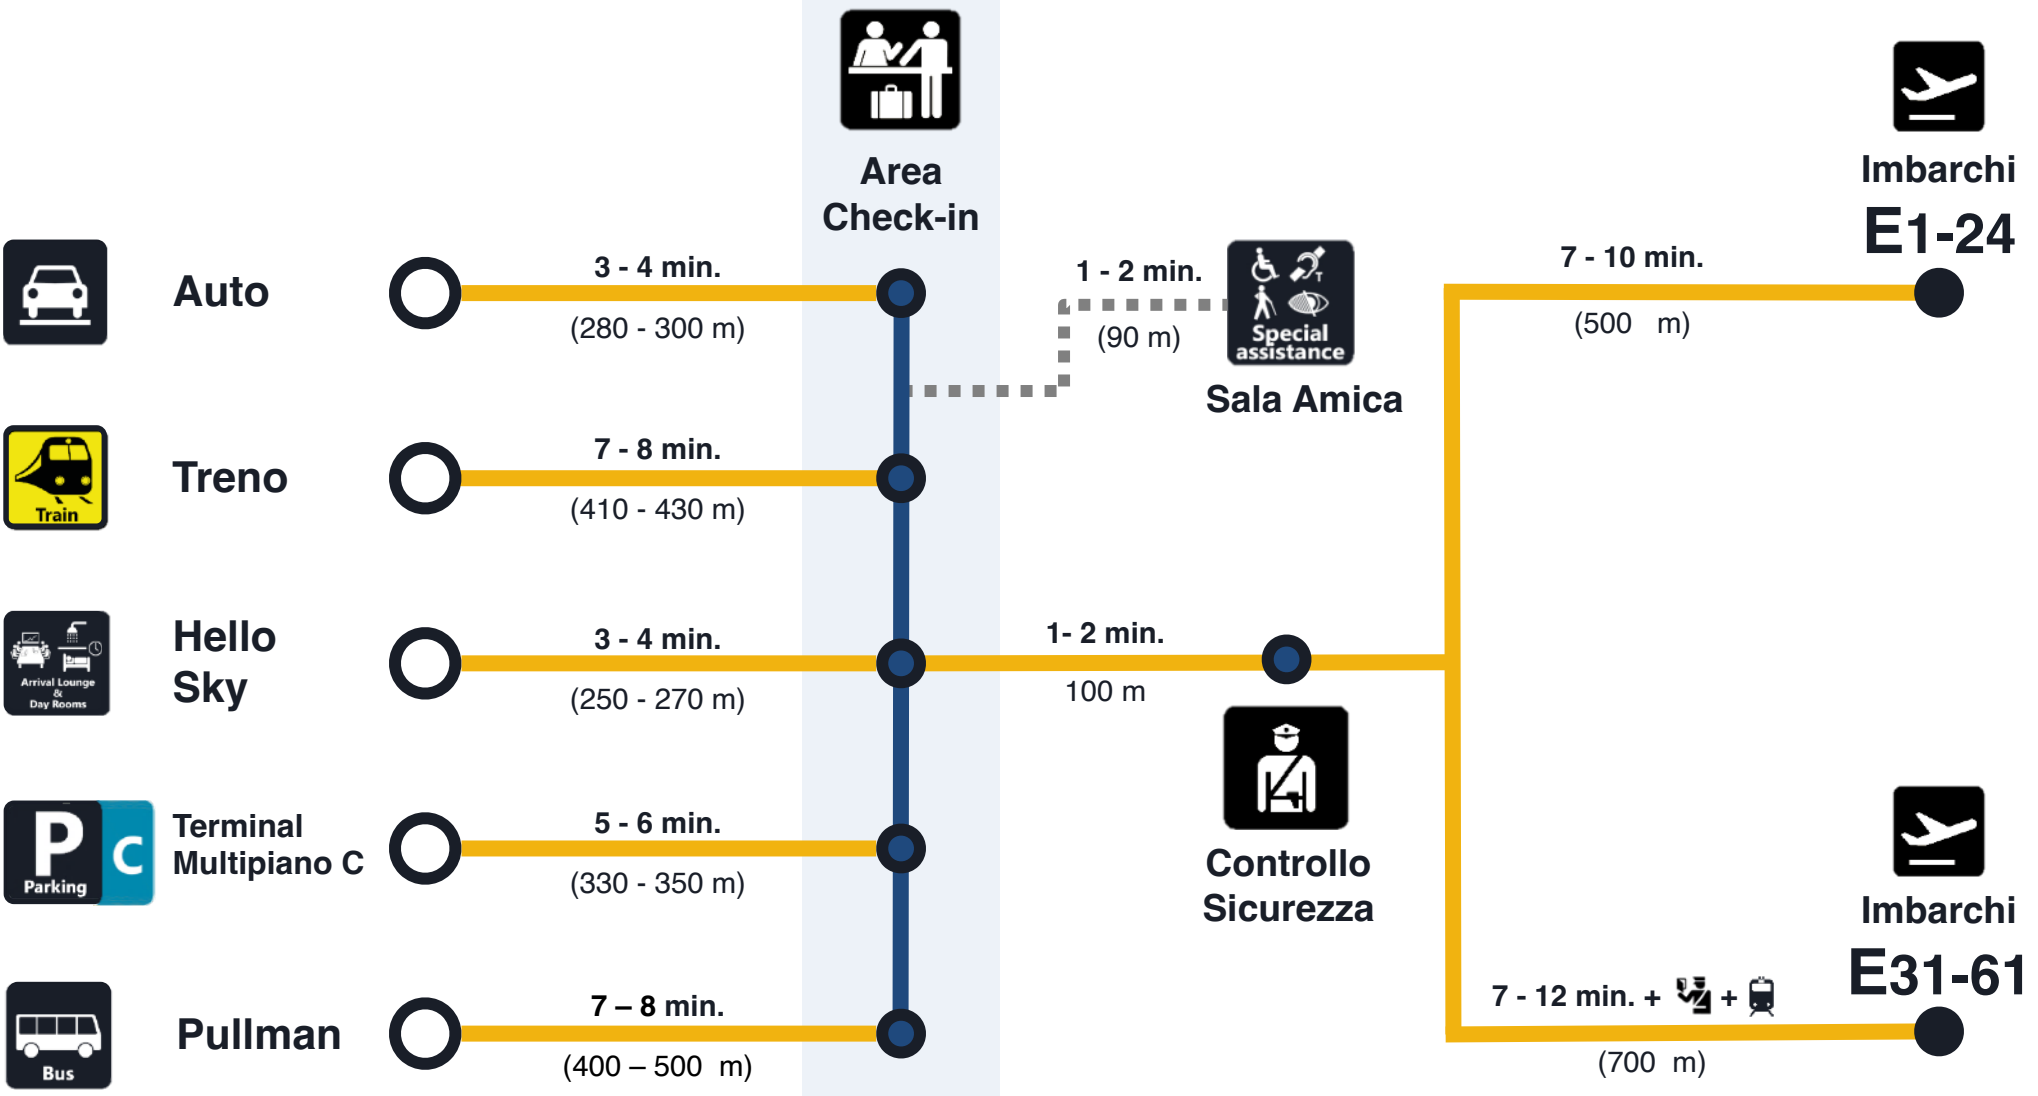 Area
Check-in
Imbarchi
E1-24
Auto
3 - 4 min.
(280 - 300 m)
1 - 2 min.
(90 m)
T
Special
assistance
Sala Amica
7 - 10 min.
(500 m)
Train
Treno
7 - 8 min.
(410 - 430 m)
Arrival Lounge
&
Day Rooms
Hello
Sky
3 - 4 min.
(250 - 270 m)
1- 2 min.
100 m
Controllo
Sicurezza
P C
Parking
Terminal
Multipiano C
5 - 6 min.
(330 - 350 m)
Imbarchi
E31-61
7 - 12 min. + +
(700 m)
Bus
Pullman
7 – 8 min.
(400 – 500 m)